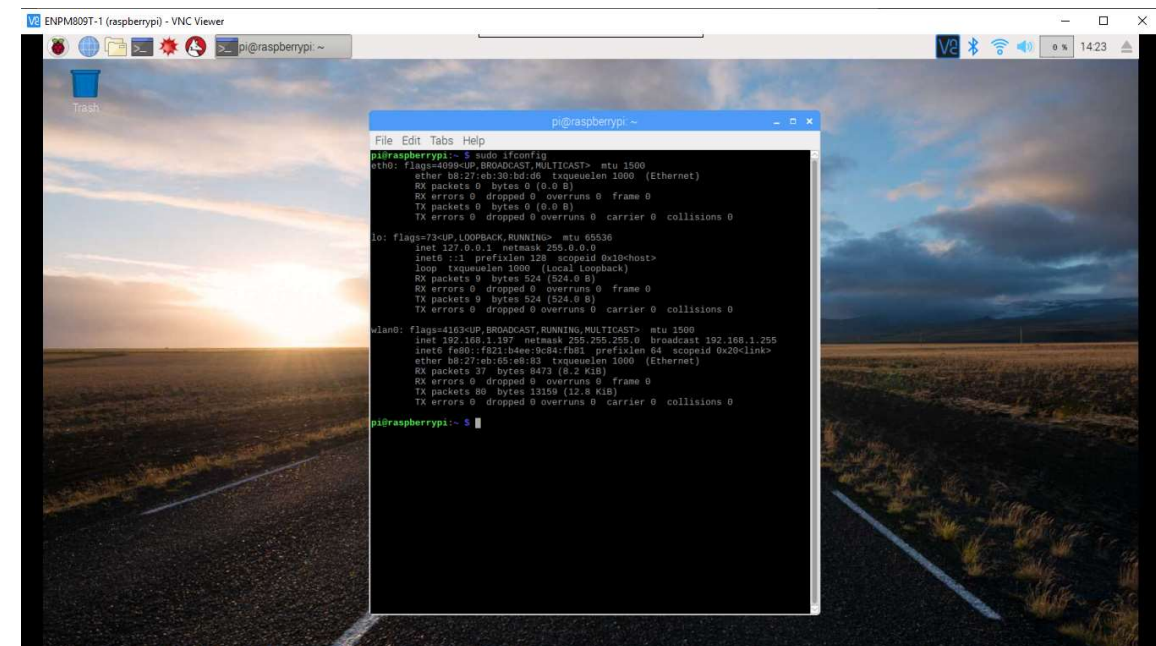 ENPM809T-1 (raspberrypi) - VNC Viewer
pi@raspberrypi: ~
0 %
14:23
Trash
pi@raspberrypi: ~
File Edit Tabs Help
pi@raspberrypi:~ $ sudo ifconfig
eth0: flags=4099<UP,BROADCAST,MULTICAST>  mtu 1500
        ether b8:27:eb:30:bd:d6  txqueuelen 1000  (Ethernet)
        RX packets 0  bytes 0 (0.0 B)
        RX errors 0  dropped 0  overruns 0  frame 0
        TX packets 0  bytes 0 (0.0 B)
        TX errors 0  dropped 0 overruns 0  carrier 0  collisions 0
lo: flags=73<UP,LOOPBACK,RUNNING>  mtu 65536
        inet 127.0.0.1  netmask 255.0.0.0
        inet6 ::1  prefixlen 128  scopeid 0x10<host>
        loop  txqueuelen 1000  (Local Loopback)
        RX packets 9  bytes 524 (524.0 B)
        RX errors 0  dropped 0  overruns 0  frame 0
        TX packets 9  bytes 524 (524.0 B)
        TX errors 0  dropped 0 overruns 0  carrier 0  collisions 0
wlan0: flags=4163<UP,BROADCAST,RUNNING,MULTICAST>  mtu 1500
        inet 192.168.1.197  netmask 255.255.255.0  broadcast 192.168.1.255
        inet6 fe80::f821:b4ee:9c84:fb81  prefixlen 64  scopeid 0x20<link>
        ether b8:27:eb:65:e8:83  txqueuelen 1000  (Ethernet)
        RX packets 37  bytes 8473 (8.2 KiB)
        RX errors 0  dropped 0  overruns 0  frame 0
        TX packets 80  bytes 13159 (12.8 KiB)
        TX errors 0  dropped 0 overruns 0  carrier 0  collisions 0
pi@raspberrypi:~ $